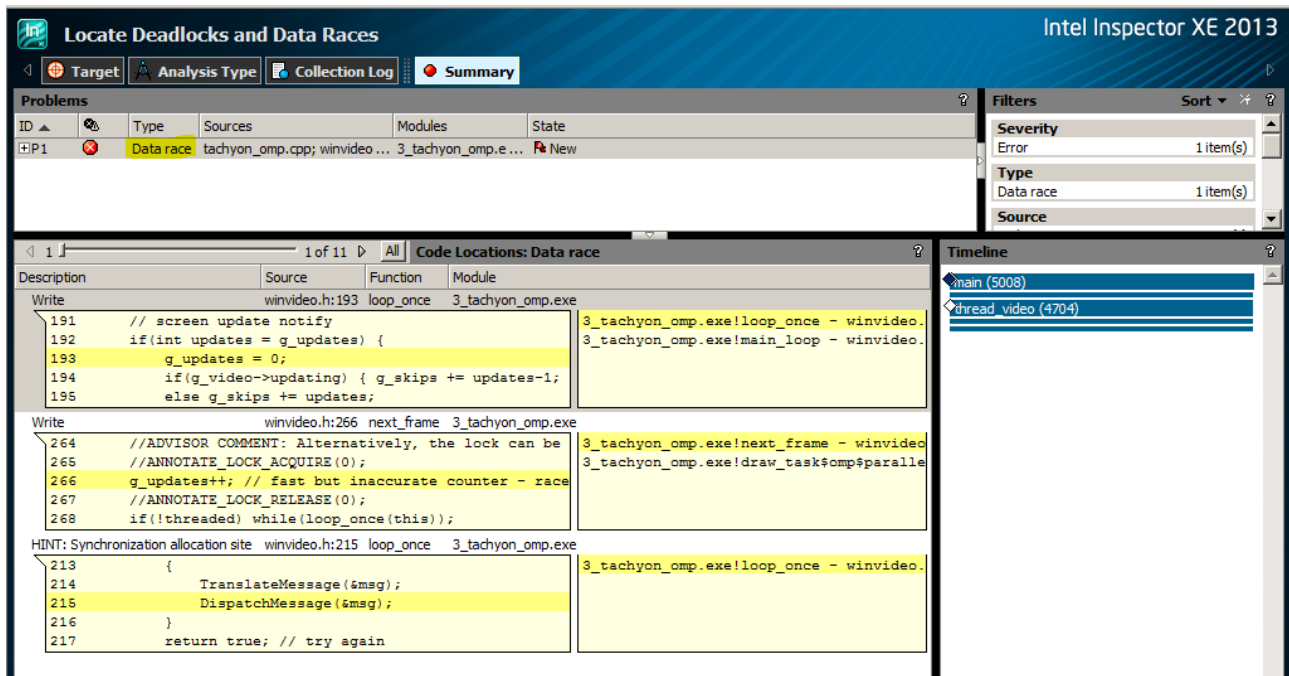 Locate Deadlocks and Data Races
Intel Inspector XE 2013
Target Analysis Type Collection Log Summary
Problems ?
ID Type Sources Modules State
P1 Data race tachyon_omp.cpp; winvideo ... 3_tachyon_omp.e ... New
Filters Sort ?
Severity
Error 1 item(s)
Type
Data race 1 item(s)
Source
1 1 of 11 All Code Locations: Data race ?
Description Source Function Module
Write winvideo.h:193 loop_once 3_tachyon_omp.exe
191 // screen update notify 3_tachyon_omp.exe!loop_once - winvideo.
192 if(int updates = g_updates) { 3_tachyon_omp.exe!main_loop - winvideo.
193 g_updates = 0;
194 if(g_video->updating) { g_skips += updates-1;
195 else g_skips += updates;
Write winvideo.h:266 next_frame 3_tachyon_omp.exe
264 //ADVISOR COMMENT: Alternatively, the lock can be 3_tachyon_omp.exe!next_frame - winvideo
265 //ANNOTATE_LOCK_ACQUIRE(0); 3_tachyon_omp.exe!draw_task$omp$paralle
266 g_updates++; // fast but inaccurate counter - race
267 //ANNOTATE_LOCK_RELEASE(0);
268 if(!threaded) while(loop_once(this));
HINT: Synchronization allocation site winvideo.h:215 loop_once 3_tachyon_omp.exe
213 { 3_tachyon_omp.exe!loop_once - winvideo.
214 TranslateMessage(&msg);
215 DispatchMessage(&msg);
216 }
217 return true; // try again
Timeline ?
main (5008)
thread_video (4704)